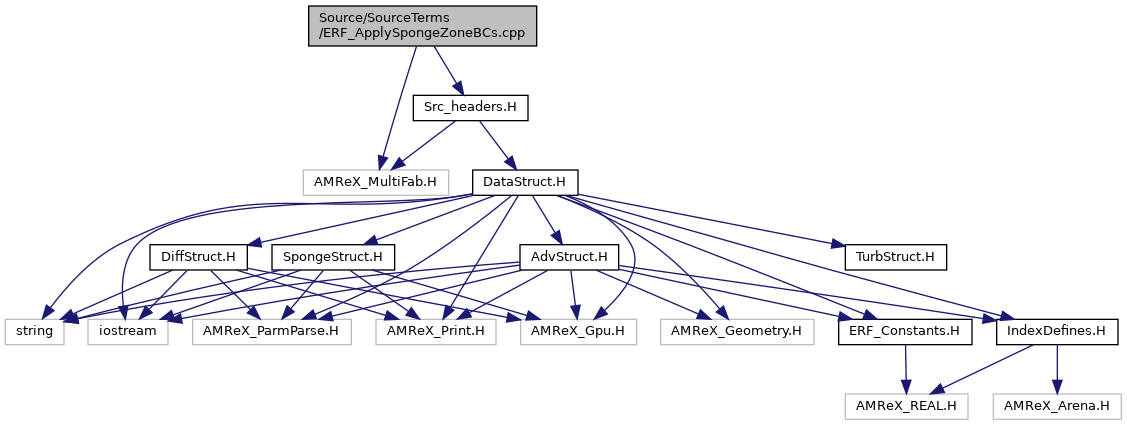 Source/SourceTerms
/ERF_ApplySpongeZoneBCs.cpp
Src_headers.H
AMReX_MultiFab.H
DataStruct.H
DiffStruct.H
SpongeStruct.H
AdvStruct.H
TurbStruct.H
string
iostream
AMReX_ParmParse.H
AMReX_Print.H
AMReX_Gpu.H
AMReX_Geometry.H
ERF_Constants.H
IndexDefines.H
AMReX_REAL.H
AMReX_Arena.H